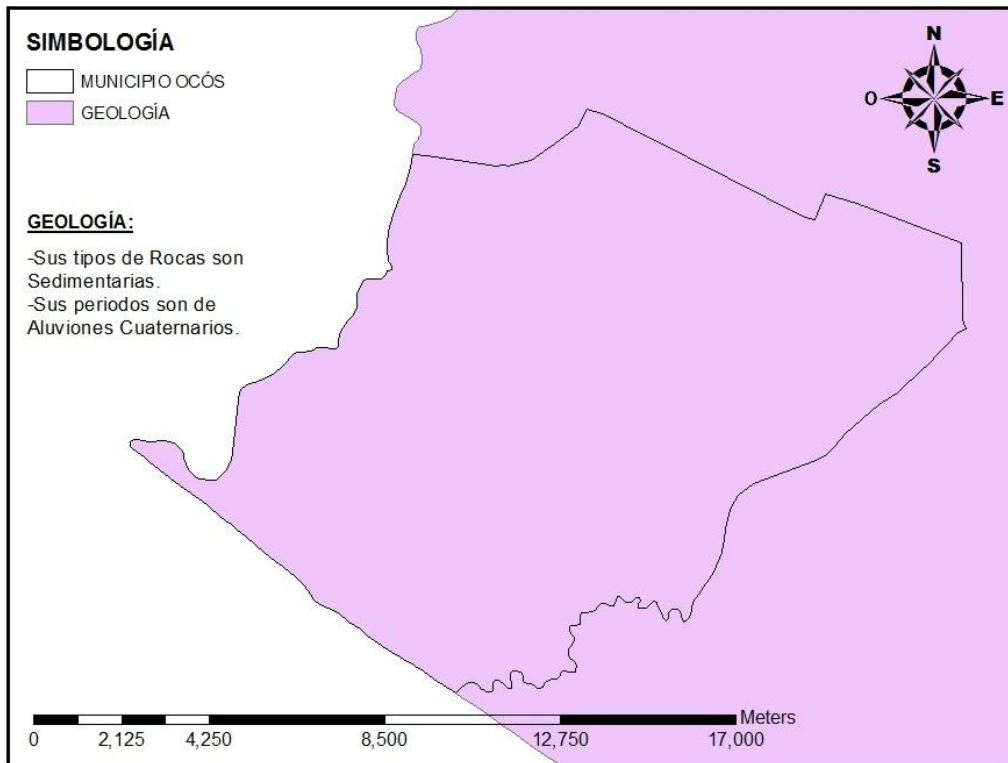 SIMBOLOGÍA
MUNICIPIO OCÓS
GEOLOGÍA
GEOLOGÍA:
-Sus tipos de Rocas son
Sedimentarias.
-Sus periodos son de
Aluviones Cuaternarios.
N
O E
S
Meters
0 2,125 4,250 8,500 12,750 17,000